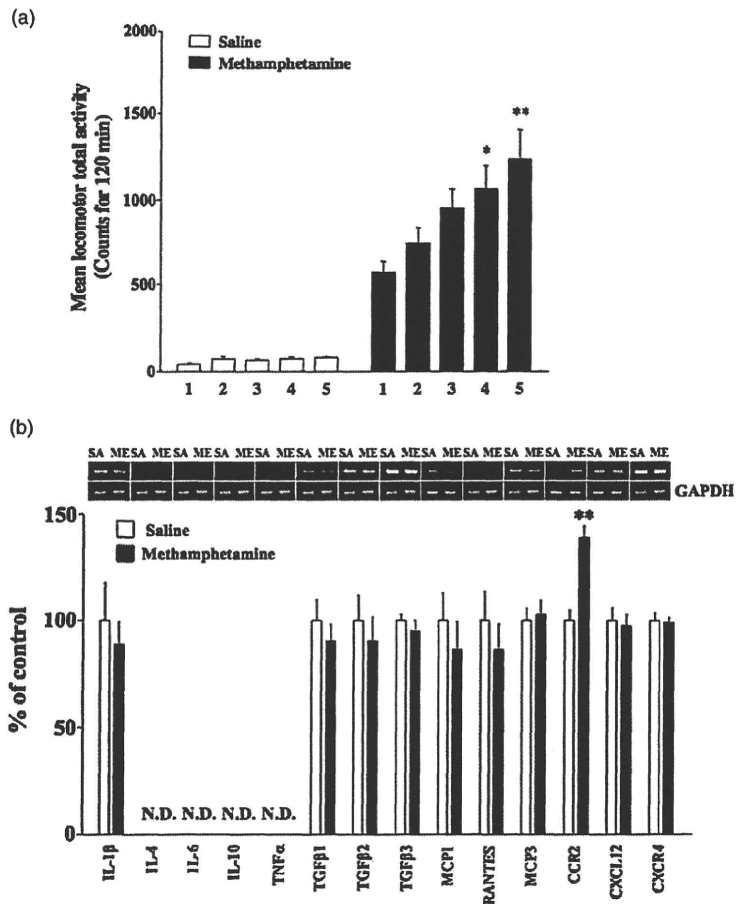 (a)
2000
1500
1000
500
0
Mean locomotor total activity
(Counts for 120 min)
Saline
Methamphetamine
*
**
1 2 3 4 5 1 2 3 4 5
(b)
SA ME SA ME SA ME SA ME SA ME SA ME SA ME SA ME SA ME SA ME SA ME SA ME SA ME
GAPDH
150
100
50
0
% of control
Saline
Methamphetamine
**
N.D. N.D. N.D. N.D.
IL-1β
IL-4
IL-6
IL-10
TNFα
TGFβ1
TGFβ2
TGFβ3
MCP1
RANTES
MCP3
CCR2
CXCL12
CXCR4